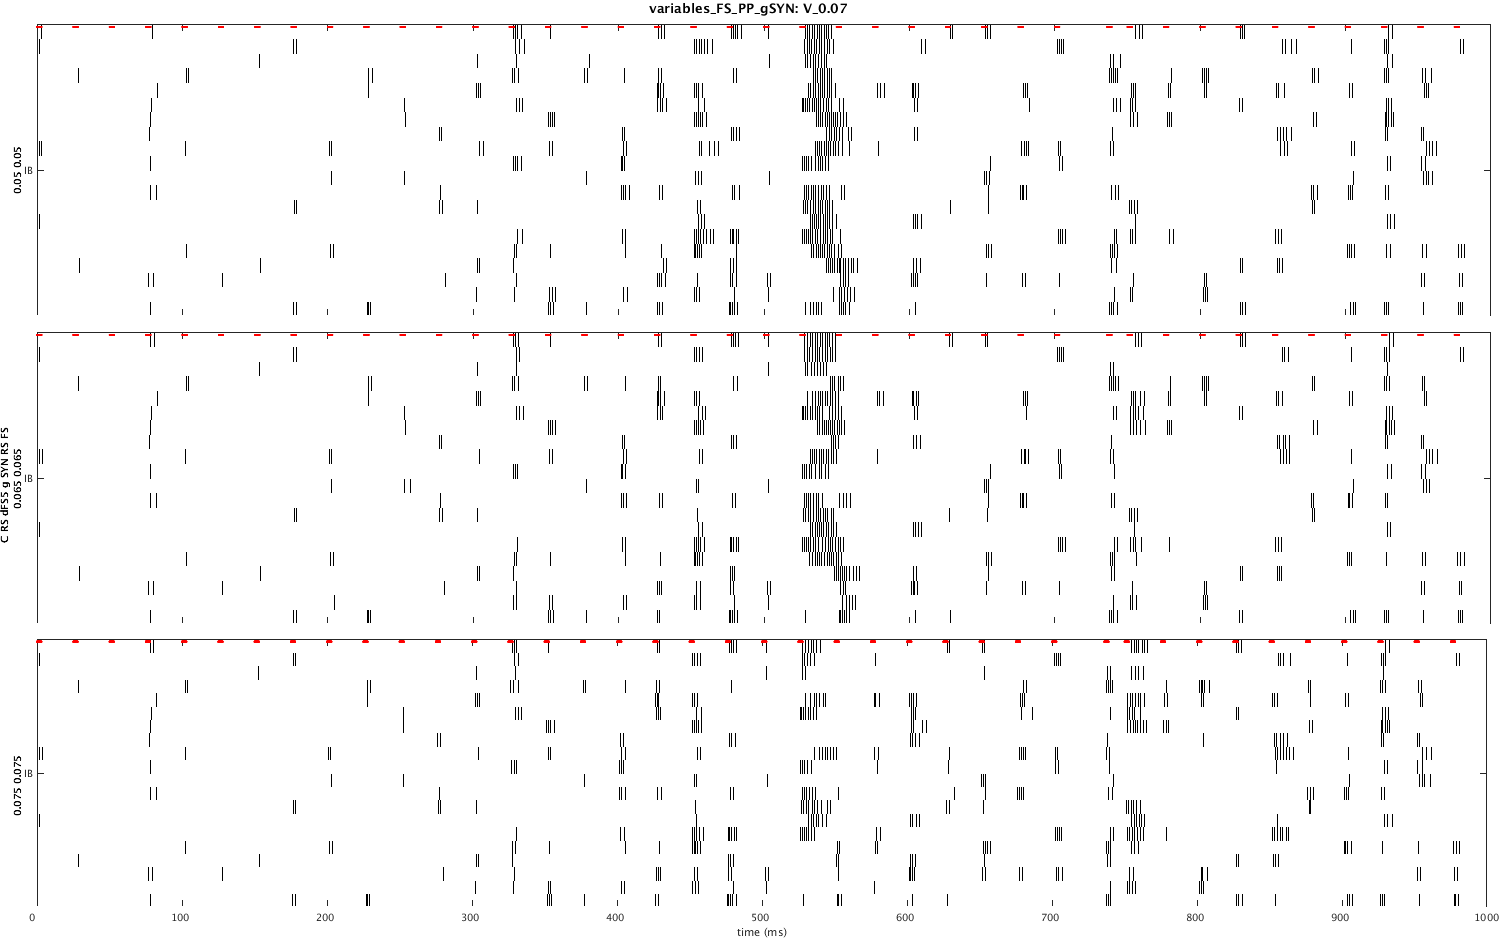 variables_FS_PP_gSYN: V_0.07
0.05 0.05
IB
C RS dFS5 g SYN RS FS
0.065 0.065
IB
0.075 0.075
IB
0 100 200 300 400 500 600 700 800 900 1000
time (ms)